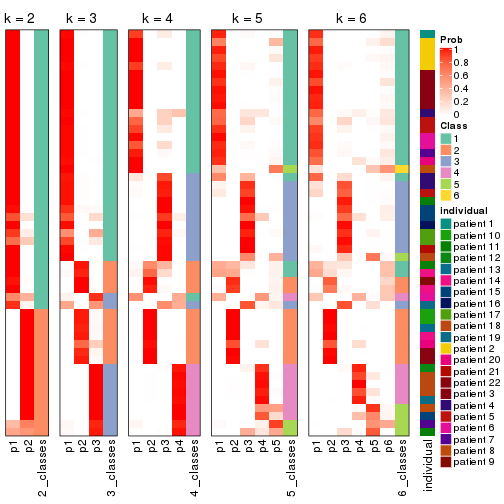 k = 2
k = 3
k = 4
k = 5
k = 6
p1
p2
2_classes
p1
p2
p3
3_classes
p1
p2
p3
p4
4_classes
p1
p2
p3
p4
p5
5_classes
p1
p2
p3
p4
p5
p6
6_classes
individual
Prob
1
0.8
0.6
0.4
0.2
0
Class
1
2
3
4
5
6
Individual
patient 1
patient 10
patient 11
patient 12
patient 13
patient 14
patient 15
patient 16
patient 17
patient 18
patient 19
patient 2
patient 20
patient 21
patient 22
patient 3
patient 4
patient 5
patient 6
patient 7
patient 8
patient 9